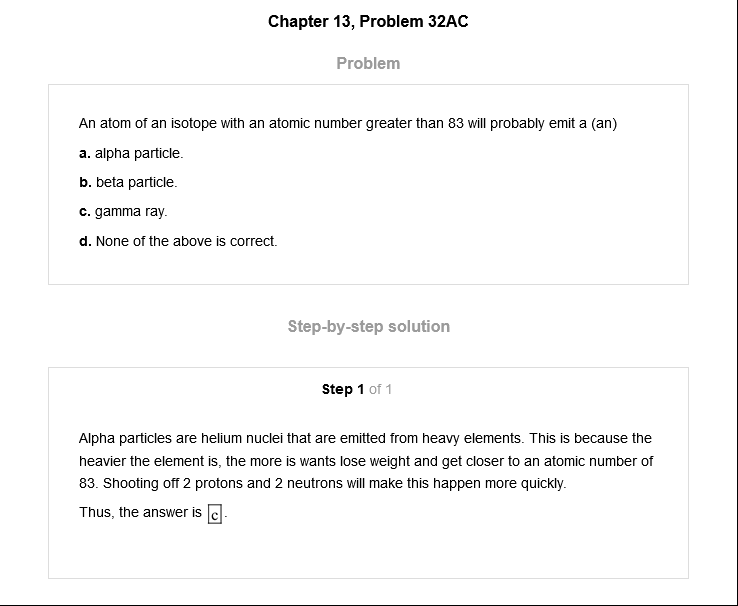 Chapter 13, Problem 32AC
Problem
An atom of an isotope with an atomic number greater than 83 will probably emit a (an)
a. alpha particle.
b. beta particle.
c. gamma ray.
d. None of the above is correct.
Step-by-step solution
Step 1 of 1
Alpha particles are helium nuclei that are emitted from heavy elements. This is because the
heavier the element is, the more is wants lose weight and get closer to an atomic number of
83. Shooting off 2 protons and 2 neutrons will make this happen more quickly.
Thus, the answer is c.